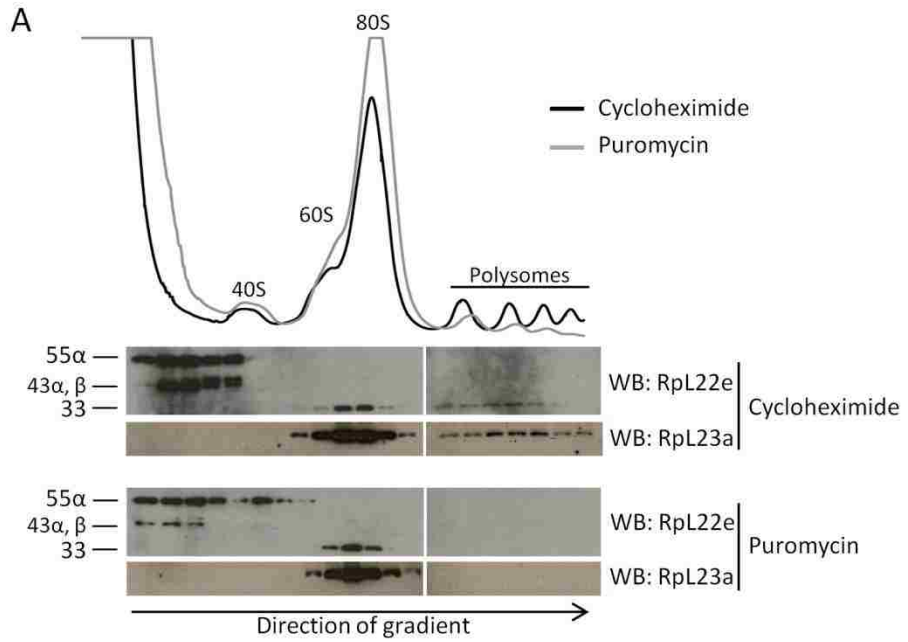 A
80S
Cycloheximide
Puromycin
60S
Polysomes
40S
55α
43α, β
33
WB: RpL22e
WB: RpL23a
Cycloheximide
55α
43α, β
33
WB: RpL22e
WB: RpL23a
Puromycin
Direction of gradient